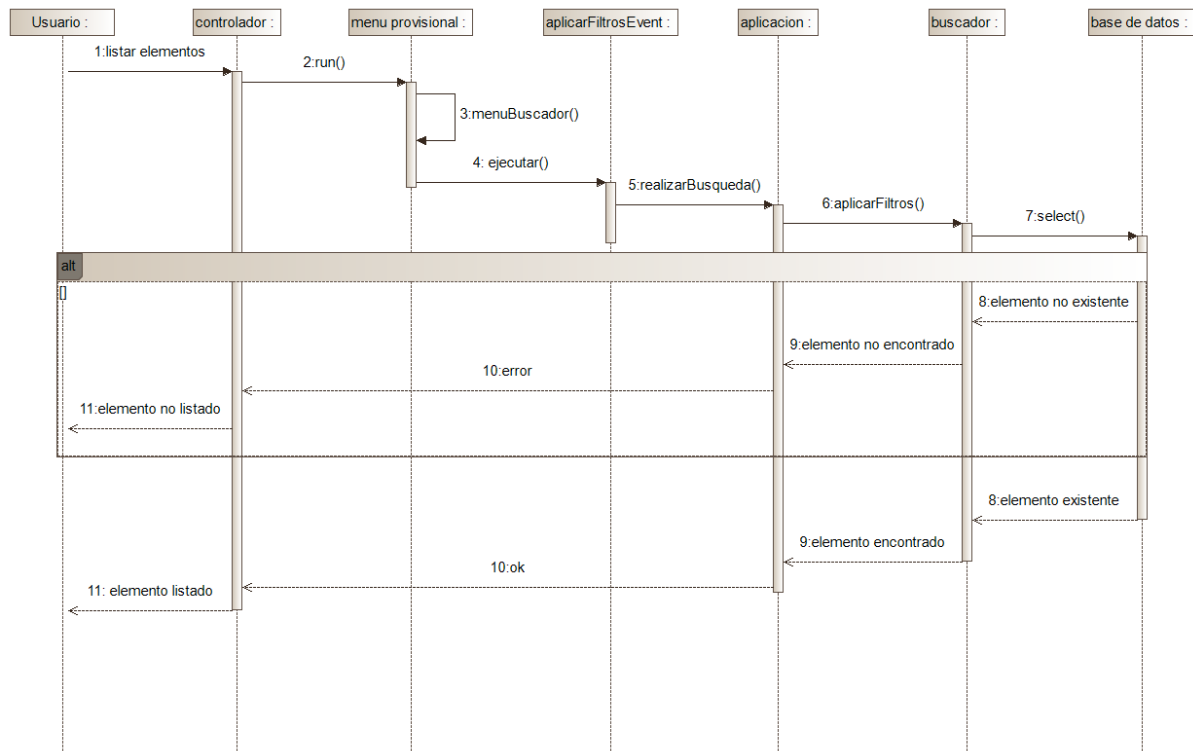 Usuario :
controlador :
menu provisional :
aplicarFiltrosEvent :
aplicacion :
buscador :
base de datos :
1:listar elementos
2:run()
3:menuBuscador()
4: ejecutar()
5:realizarBusqueda()
6:aplicarFiltros()
7:select()
alt
[]
8:elemento no existente
9:elemento no encontrado
10:error
11:elemento no listado
8:elemento existente
9:elemento encontrado
10:ok
11: elemento listado